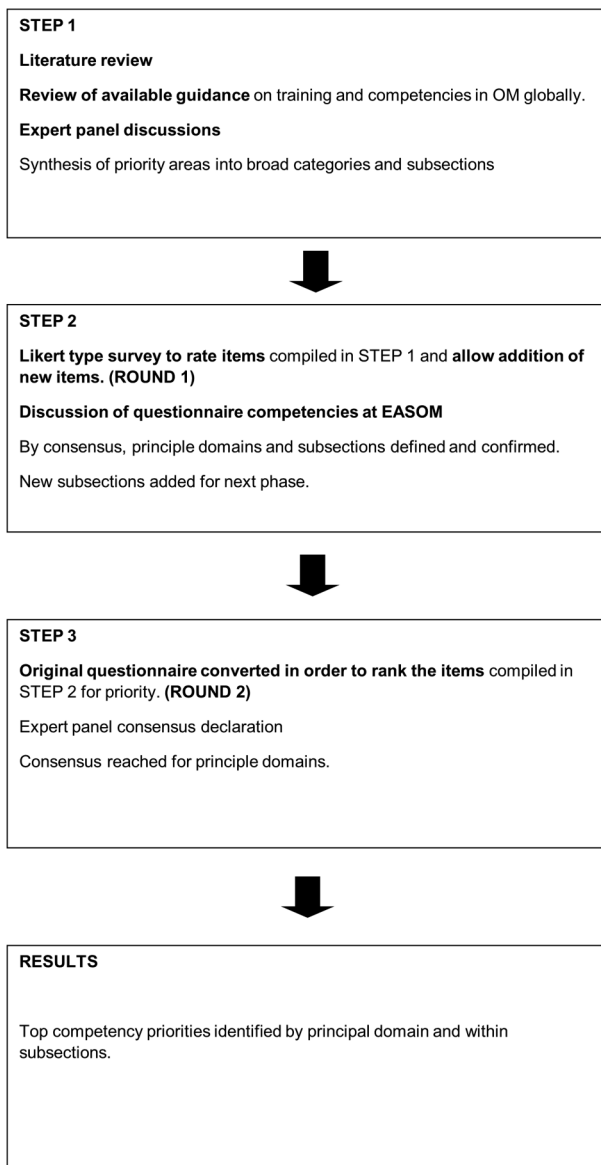 STEP 1
Literature review
Review of available guidance on training and competencies in OM globally.
Expert panel discussions
Synthesis of priority areas into broad categories and subsections
STEP 2
Likert type survey to rate items compiled in STEP 1 and allow addition of
new items. (ROUND 1)
Discussion of questionnaire competencies at EASOM
By consensus, principle domains and subsections defined and confirmed.
New subsections added for next phase.
STEP 3
Original questionnaire converted in order to rank the items compiled in
STEP 2 for priority. (ROUND 2)
Expert panel consensus declaration
Consensus reached for principle domains.
RESULTS
Top competency priorities identified by principal domain and within
subsections.